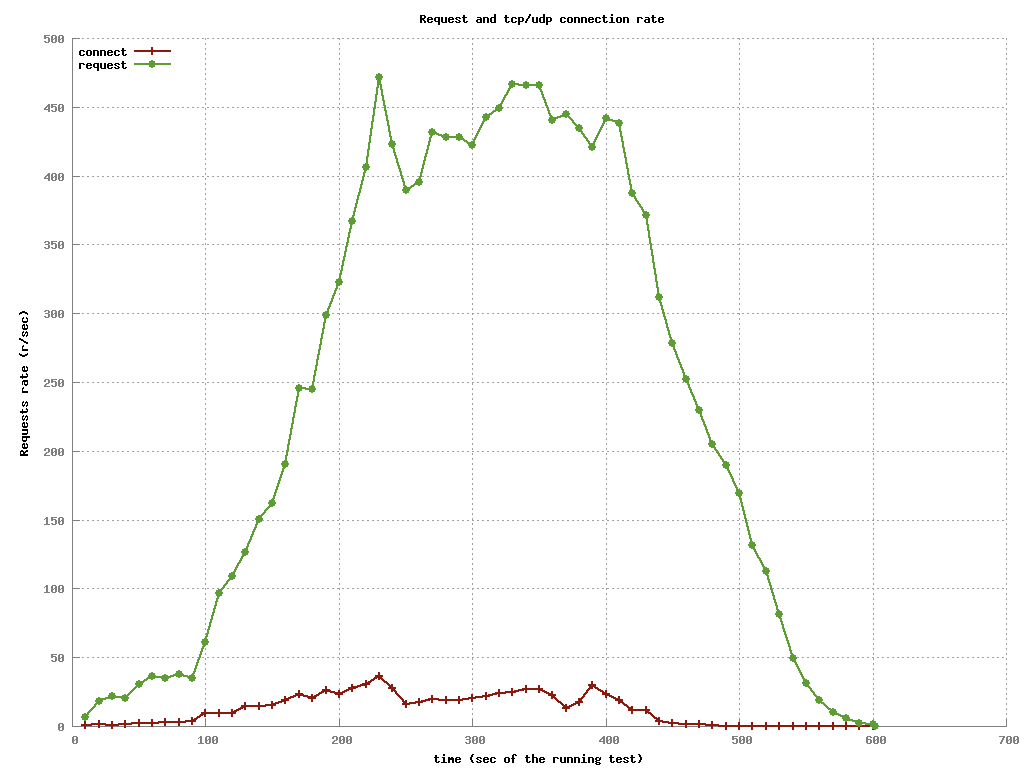 Request and tcp/udp connection rate
500
connect
request
450
400
350
300
250
200
150
100
50
0
Requests rate (r/sec)
0 100 200 300 400 500 600 700
time (sec of the running test)